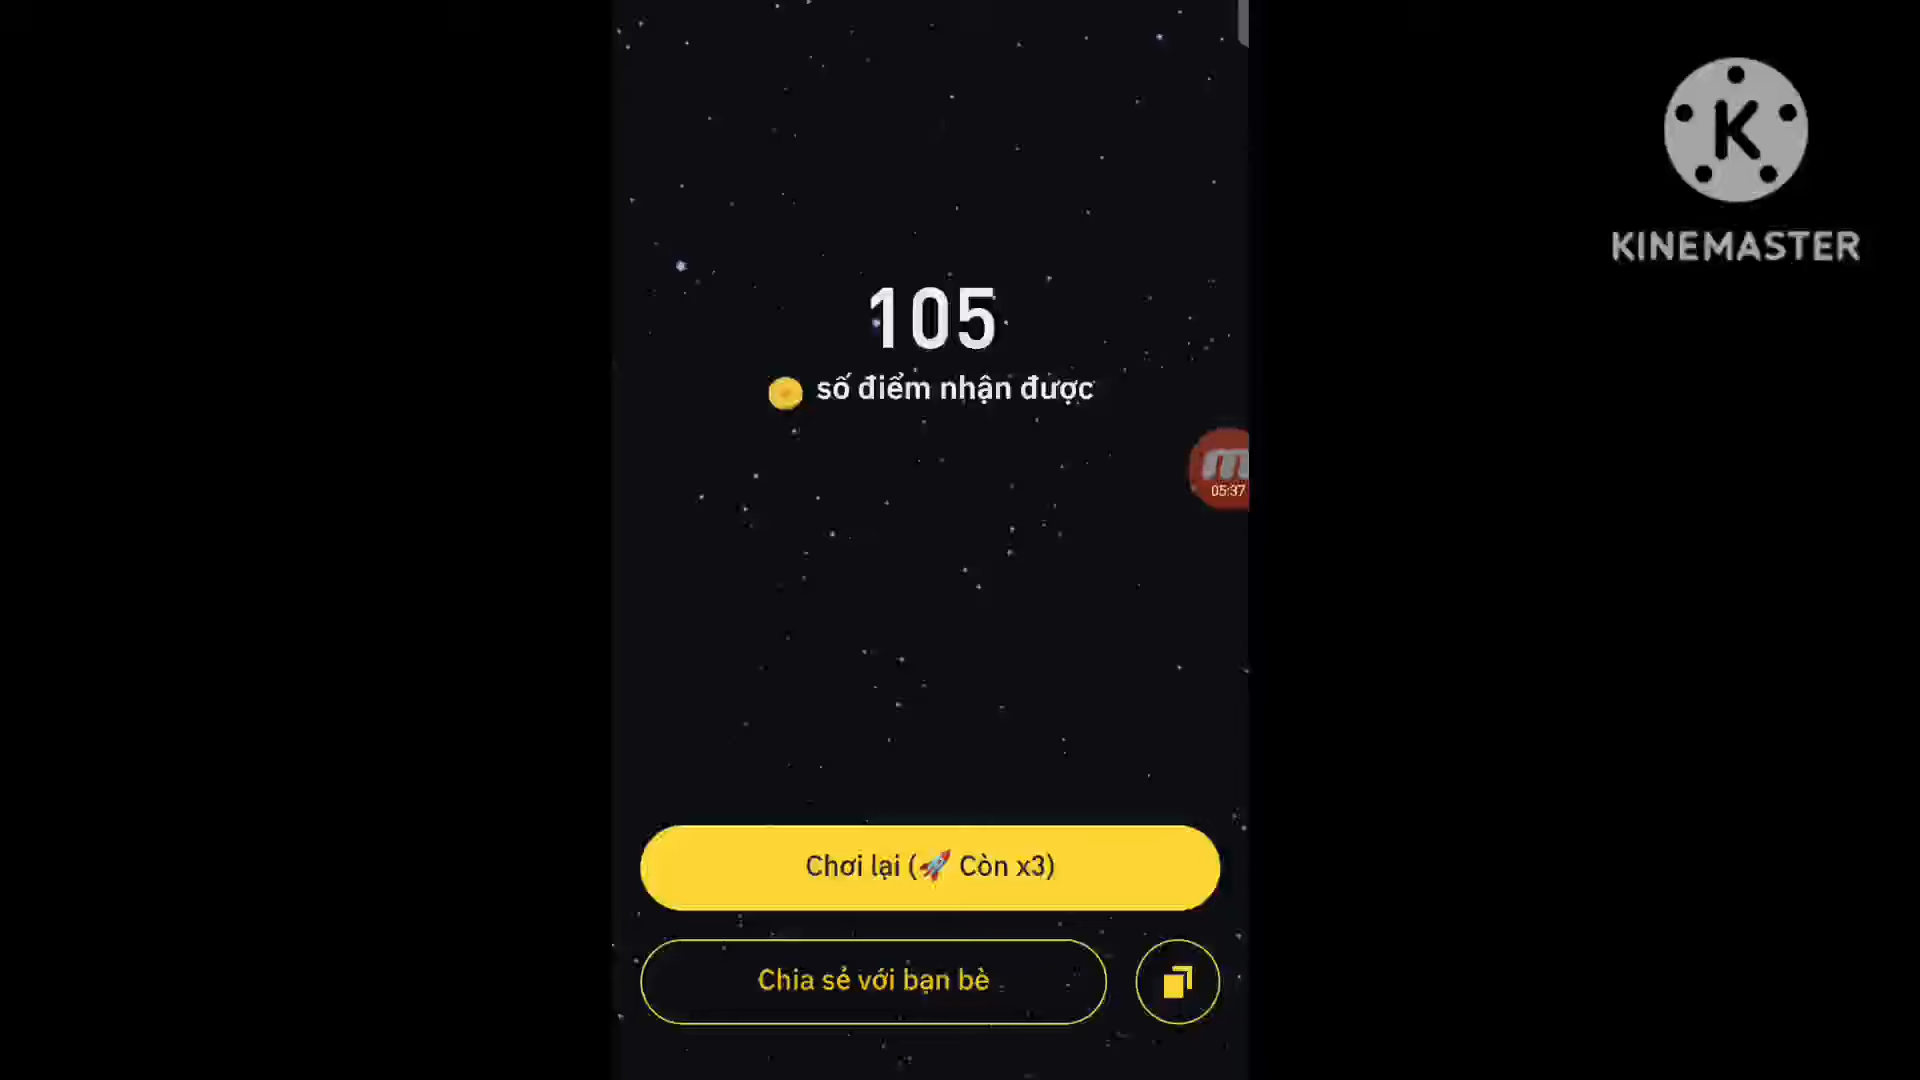 K
KINEMASTER
105
số điểm nhận được
m
05:37
Chơi lại (🚀 Còn x3)
Chia sẻ với bạn bè